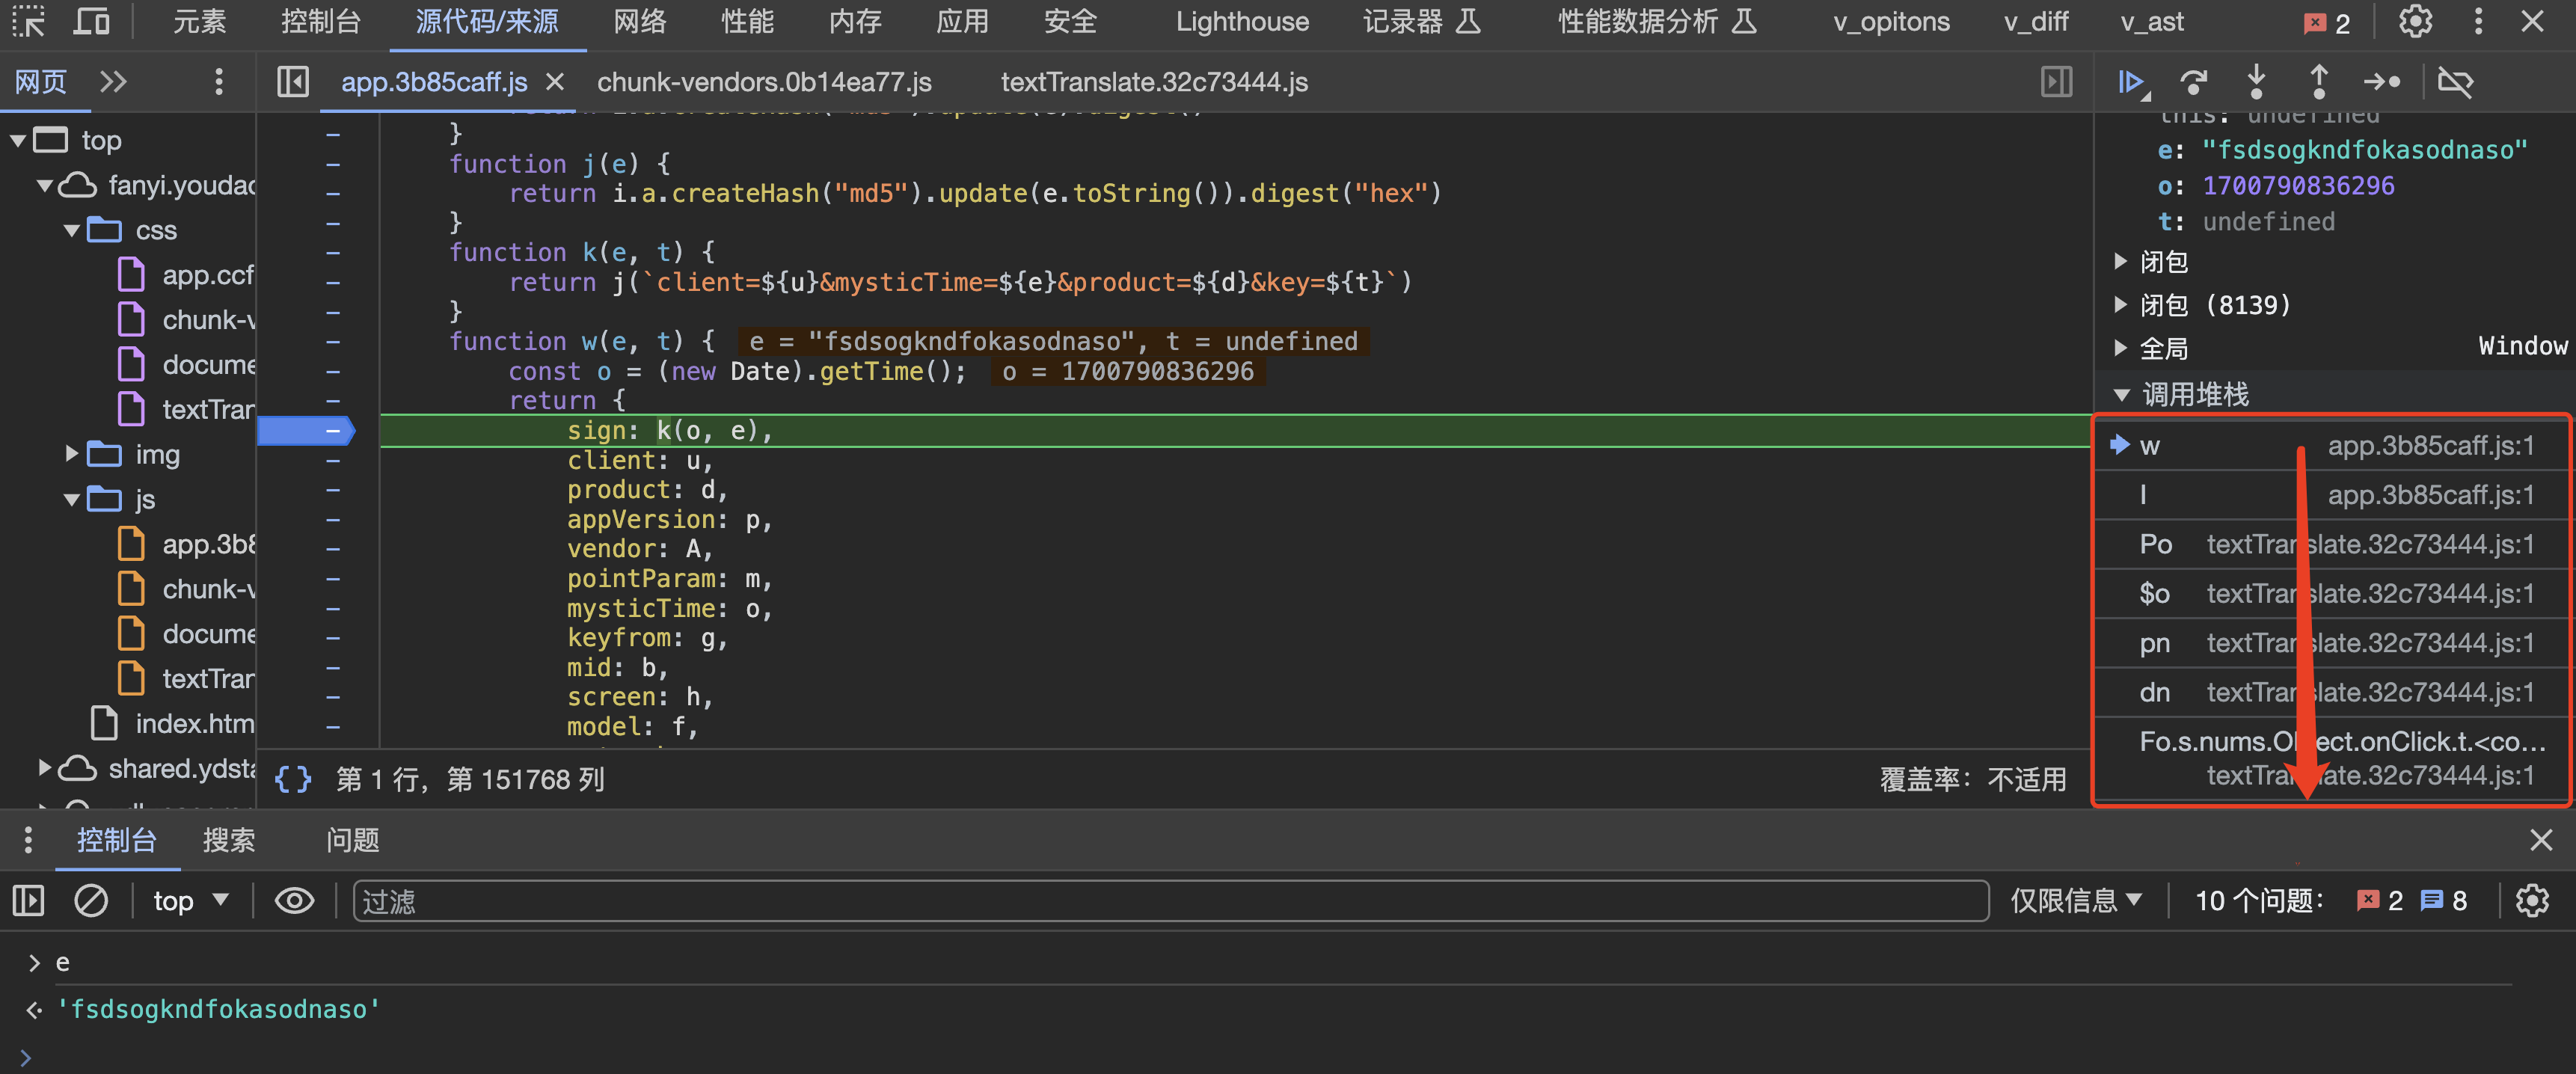 元素 控制台 源代码/来源 网络 性能 内存 应用 安全 Lighthouse 记录器 性能数据分析 v_opitons v_diff v_ast 2
网页 app.3b85caff.js chunk-vendors.0b14ea77.js textTranslate.32c73444.js
top
fanyi.youdao
css
app.ccf
chunk-v
docume
textTran
img
js
app.3b8
chunk-v
docume
textTran
index.htm
shared.ydsta
}
function j(e) {
return i.a.createHash("md5").update(e.toString()).digest("hex")
}
function k(e, t) {
return j(`client=${u}&mysticTime=${e}&product=${d}&key=${t}`)
}
function w(e, t) { e = "fsdsogkndfokasodnaso", t = undefined
const o = (new Date).getTime(); o = 1700790836296
return {
sign: k(o, e),
client: u,
product: d,
appVersion: p,
vendor: A,
pointParam: m,
mysticTime: o,
keyfrom: g,
mid: b,
screen: h,
model: f,
{} 第 1 行，第 151768 列 覆盖率：不适用
this: undefined
e: "fsdsogkndfokasodnaso"
o: 1700790836296
t: undefined
闭包
闭包 (8139)
全局 Window
调用堆栈
w app.3b85caff.js:1
l app.3b85caff.js:1
Po textTranslate.32c73444.js:1
$o textTranslate.32c73444.js:1
pn textTranslate.32c73444.js:1
dn textTranslate.32c73444.js:1
Fo.s.nums.Object.onClick.t.<co…
textTranslate.32c73444.js:1
控制台 搜索 问题
top 过滤 仅限信息 10 个问题： 2 8
> e
'fsdsogkndfokasodnaso'
>